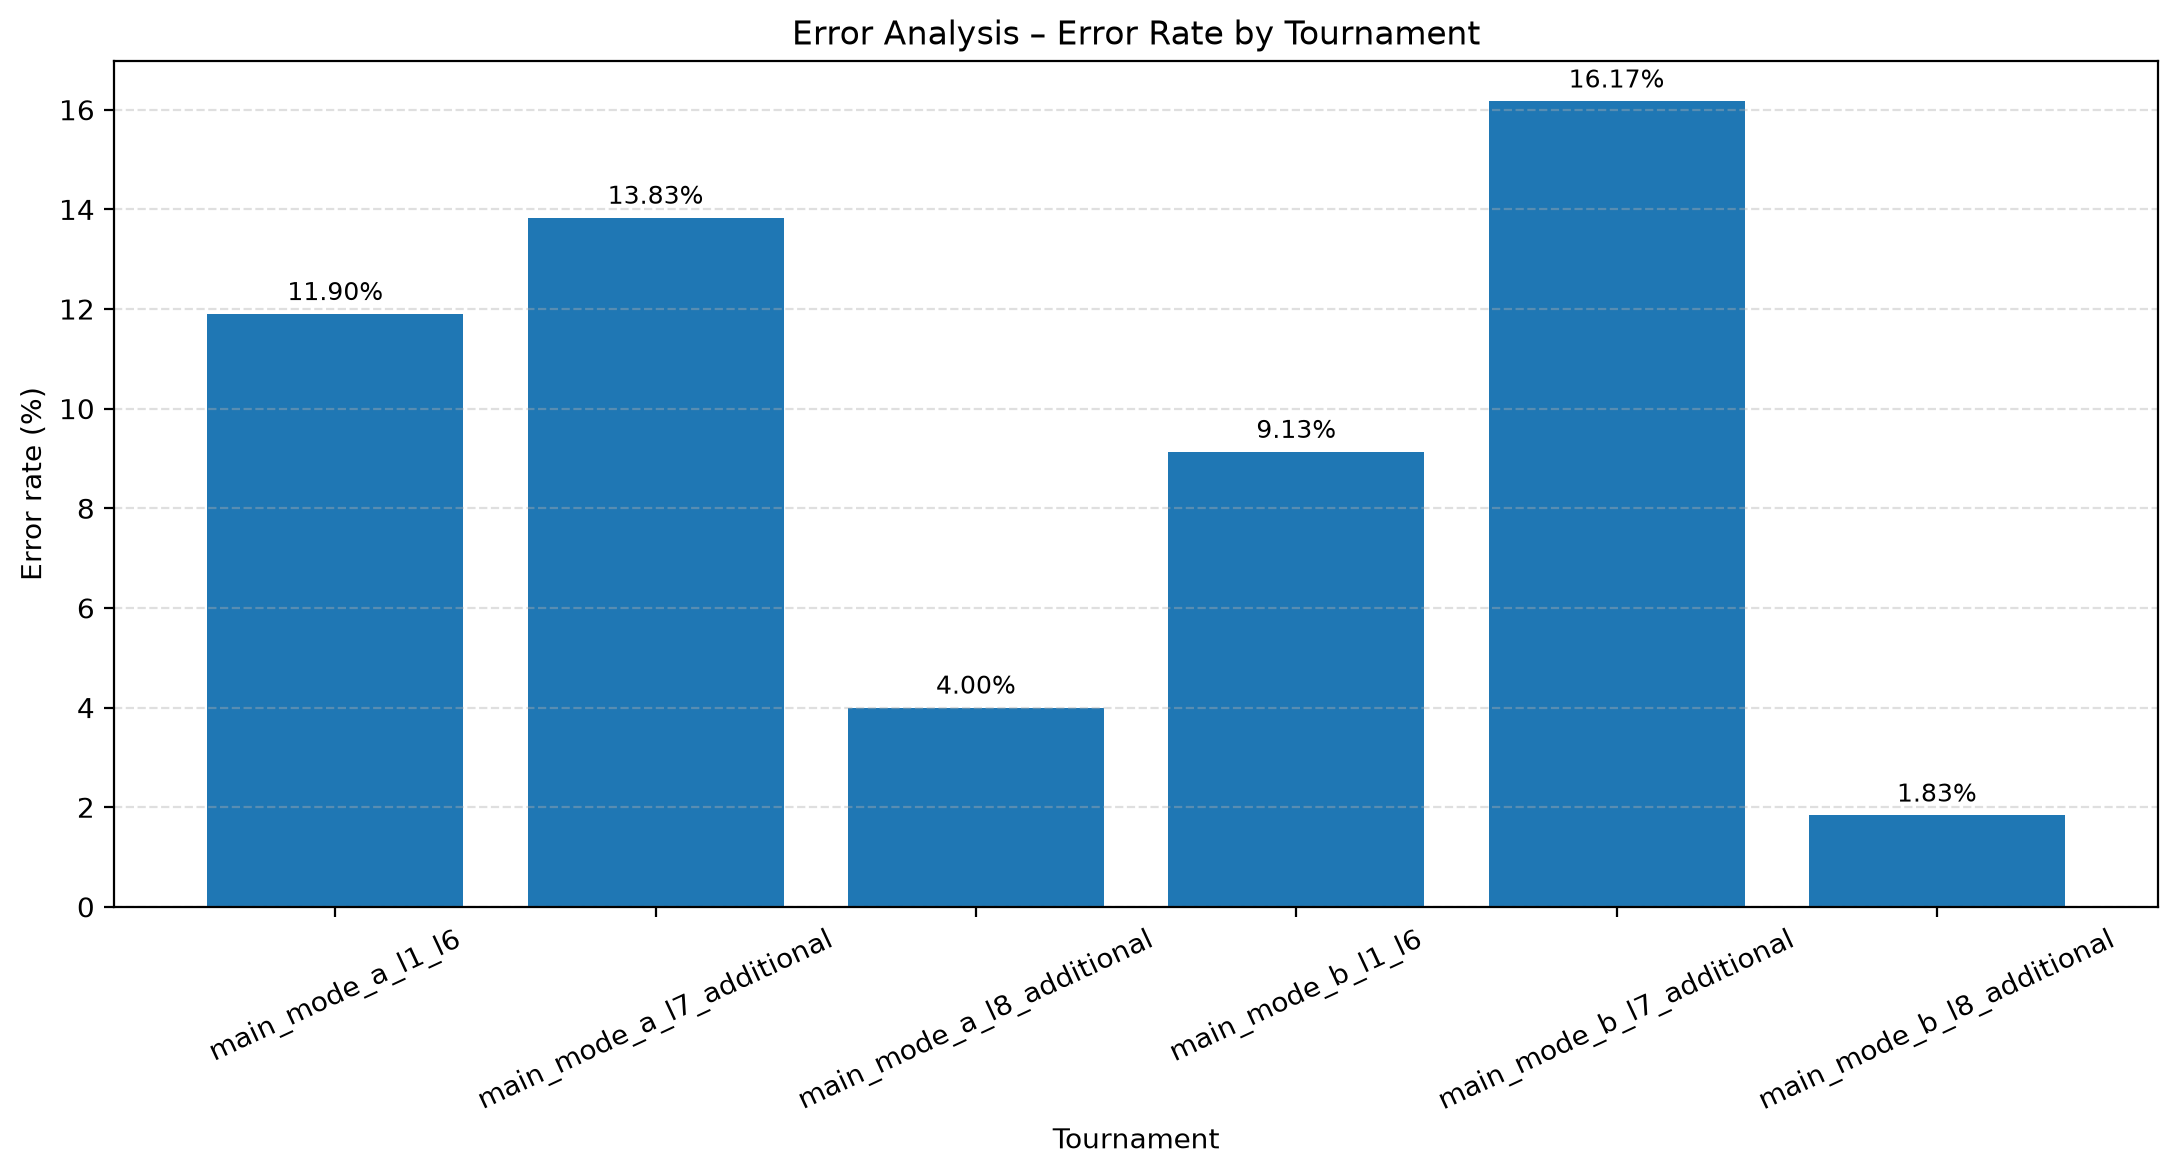 Error Analysis – Error Rate by Tournament
Error rate (%)
16
14
12
10
8
6
4
2
0
11.90%
13.83%
4.00%
9.13%
16.17%
1.83%
main_mode_a_l1_l6
main_mode_a_l7_additional
main_mode_a_l8_additional
main_mode_b_l1_l6
main_mode_b_l7_additional
main_mode_b_l8_additional
Tournament